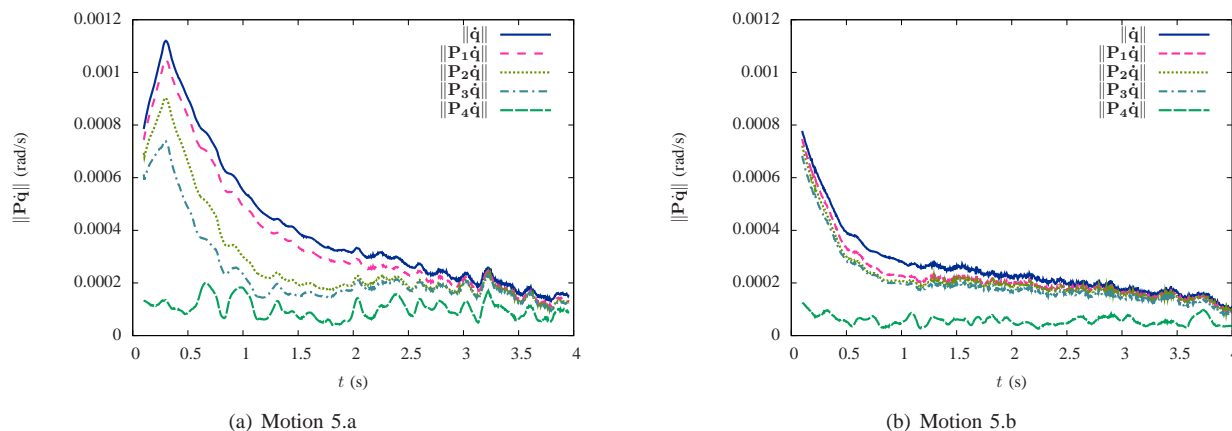 0.0012
0.001
0.0008
0.0006
0.0004
0.0002
0
‖Pq̇‖ (rad/s)
‖q̇‖
‖P₁q̇‖
‖P₂q̇‖
‖P₃q̇‖
‖P₄q̇‖
0 0.5 1 1.5 2 2.5 3 3.5 4
t (s)
(a) Motion 5.a
0.0012
0.001
0.0008
0.0006
0.0004
0.0002
0
‖Pq̇‖ (rad/s)
‖q̇‖
‖P₁q̇‖
‖P₂q̇‖
‖P₃q̇‖
‖P₄q̇‖
0 0.5 1 1.5 2 2.5 3 3.5 4
t (s)
(b) Motion 5.b